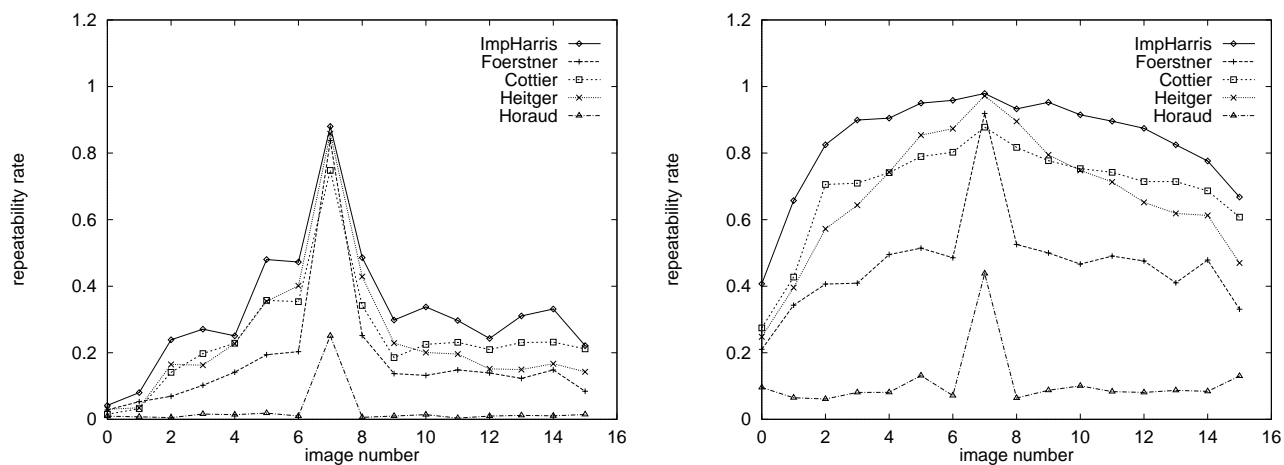 1.2
1
0.8
0.6
0.4
0.2
0
repeatability rate
ImpHarris
Foerstner
Cottier
Heitger
Horaud
0 2 4 6 8 10 12 14 16
image number
1.2
1
0.8
0.6
0.4
0.2
0
repeatability rate
ImpHarris
Foerstner
Cottier
Heitger
Horaud
0 2 4 6 8 10 12 14 16
image number